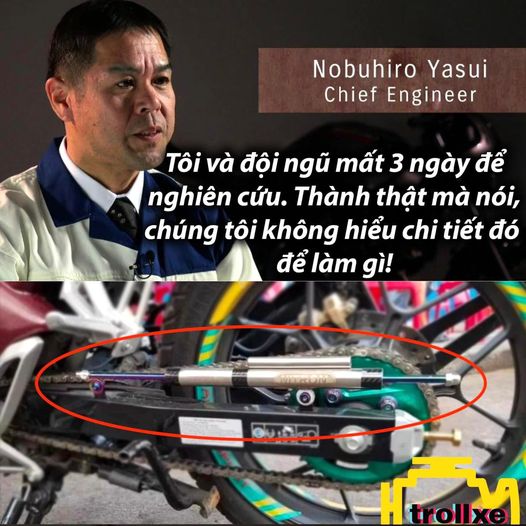 Nobuhiro Yasui
Chief Engineer
Tôi và đội ngũ mất 3 ngày để
nghiên cứu. Thành thật mà nói,
chúng tôi không hiểu chi tiết đó
để làm gì!
trollxe